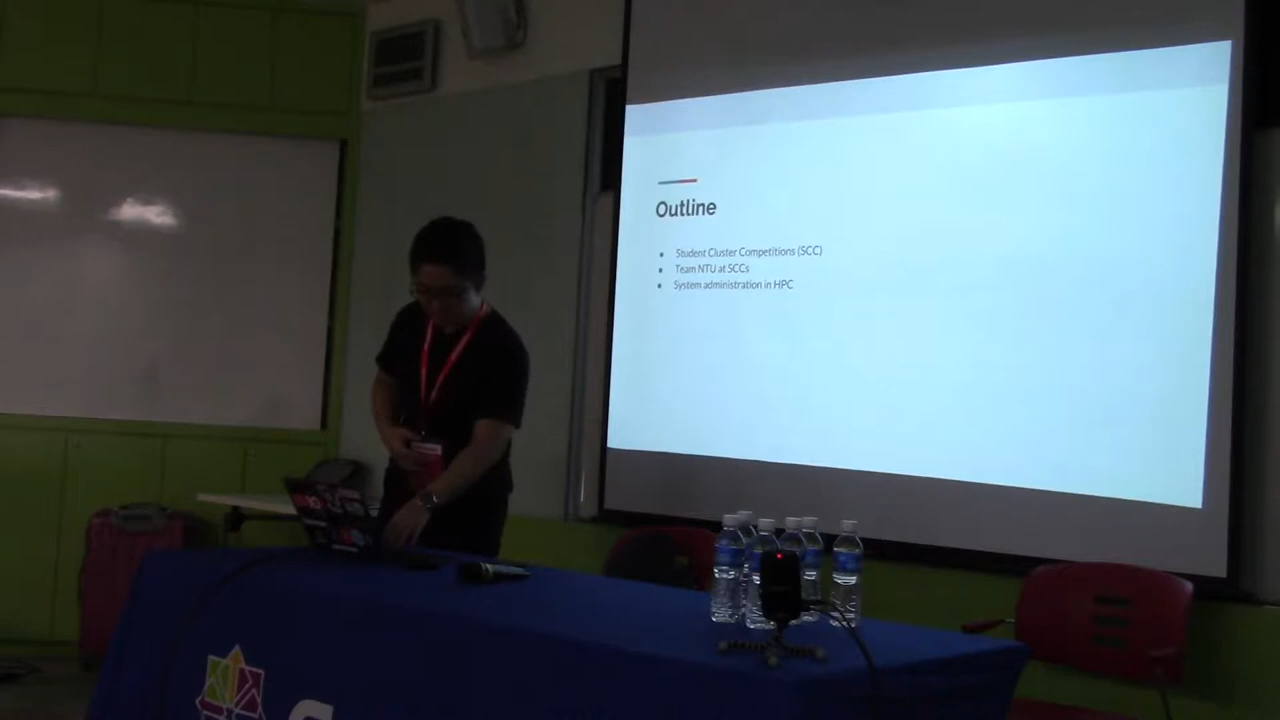 Outline
● Student Cluster Competitions (SCC)
● Team NTU at SCCs
● System administration in HPC